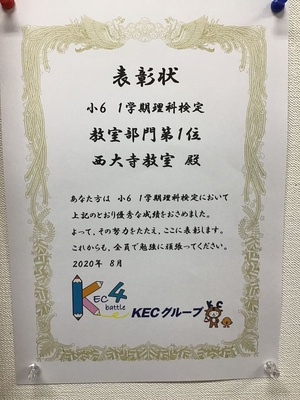 表彰状
小6 1学期理科検定
教室部門第1位
西大寺教室 殿
あなた方は 小6 1学期理科検定において
上記のとおり優秀な成績をおさめました。
よって、その努力をたたえ、ここに表彰します。
これからも、全員で勉強に頑張ってください。
2020年 8月
KEC 4
battle
KECグループ